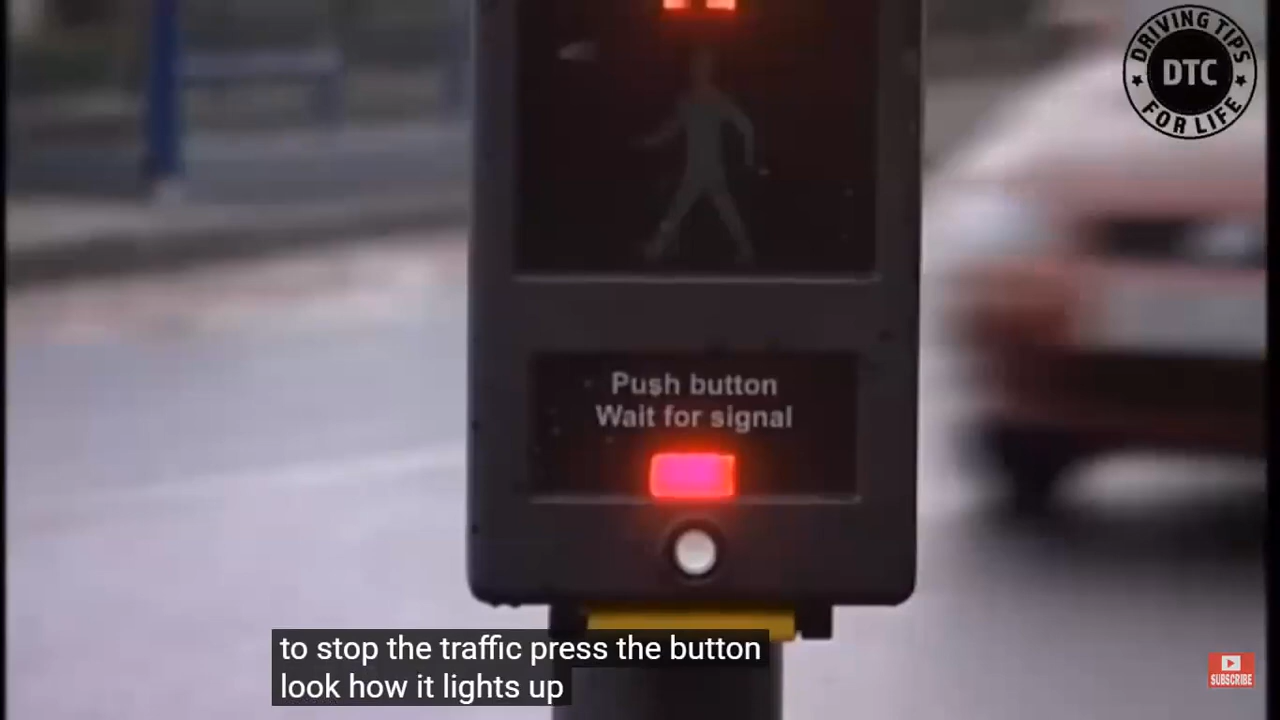 DRIVING TIPS
DTC
FOR LIFE
Push button
Wait for signal
to stop the traffic press the button
look how it lights up
SUBSCRIBE